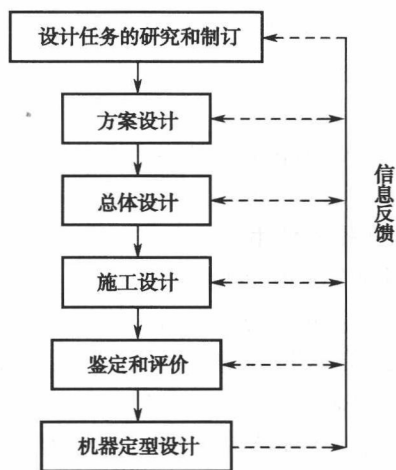 设计任务的研究和制订
方案设计
总体设计
施工设计
鉴定和评价
机器定型设计
信息反馈